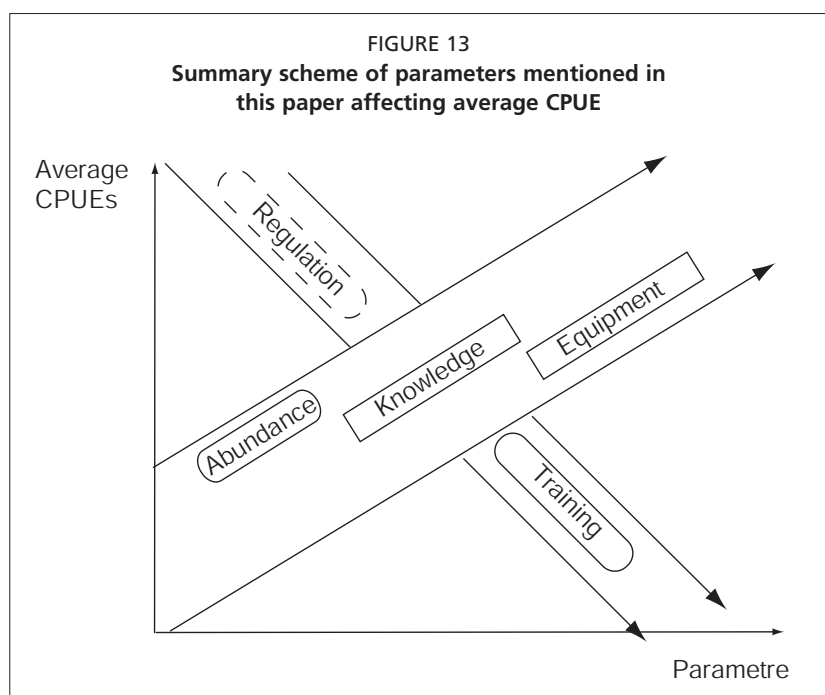 FIGURE 13
Summary scheme of parameters mentioned in
this paper affecting average CPUE
Average
CPUEs
Regulation
Equipment
Knowledge
Abundance
Training
Parametre